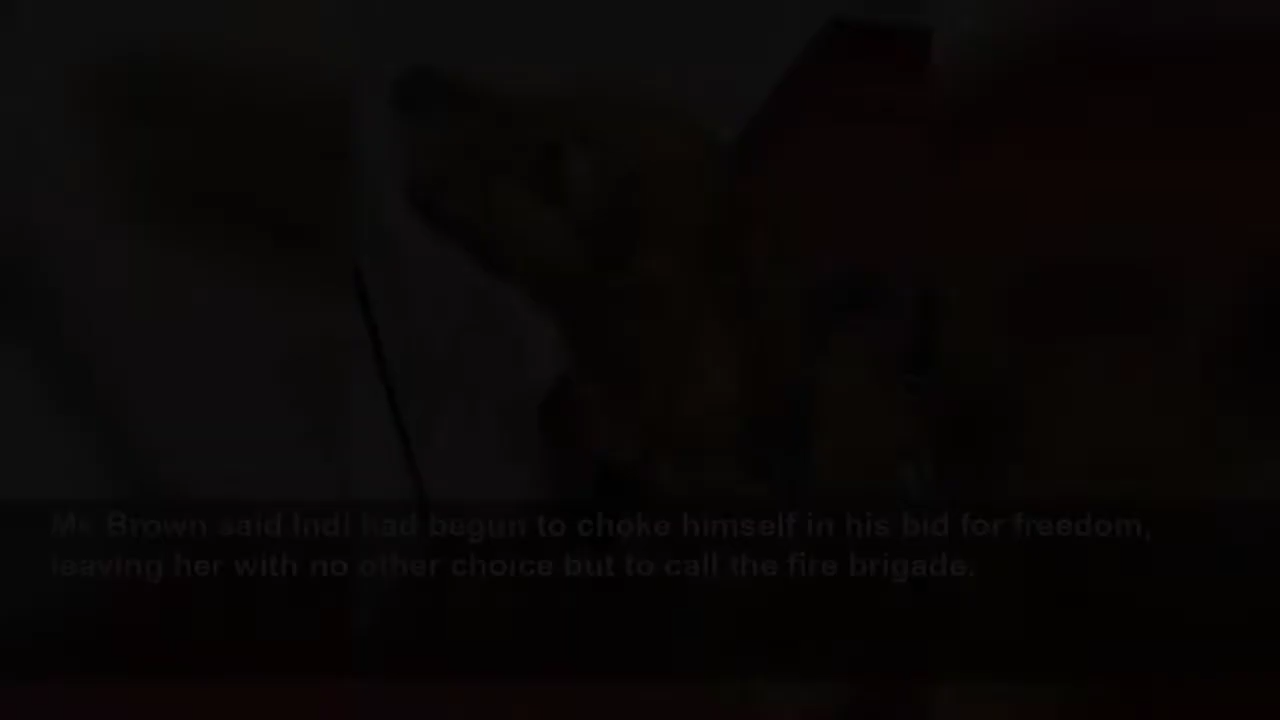 Ms Brown said Indi had begun to choke himself in his bid for freedom,
leaving her with no other choice but to call the fire brigade.